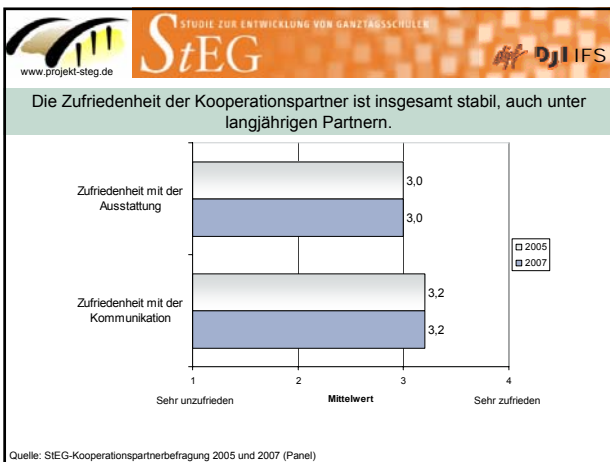 STUDIE ZUR ENTWICKLUNG VON GANZTAGSSCHULEN
StEG
www.projekt-steg.de
dipf DJI IFS
Die Zufriedenheit der Kooperationspartner ist insgesamt stabil, auch unter
langjährigen Partnern.
Zufriedenheit mit der
Ausstattung
3,0
3,0
2005
2007
Zufriedenheit mit der
Kommunikation
3,2
3,2
1 2 3 4
Sehr unzufrieden Mittelwert Sehr zufrieden
Quelle: StEG-Kooperationspartnerbefragung 2005 und 2007 (Panel)